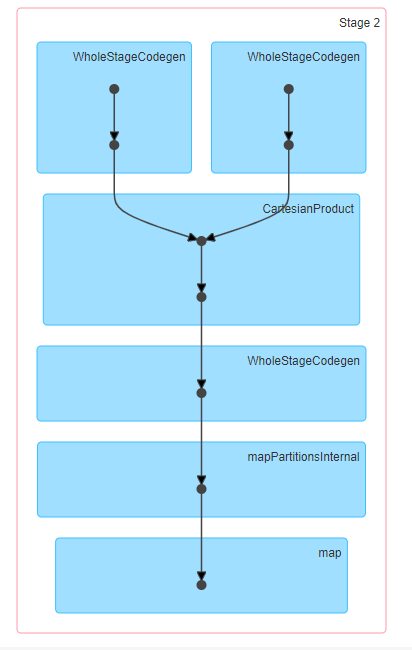 Stage 2
WholeStageCodegen
WholeStageCodegen
CartesianProduct
WholeStageCodegen
mapPartitionsInternal
map